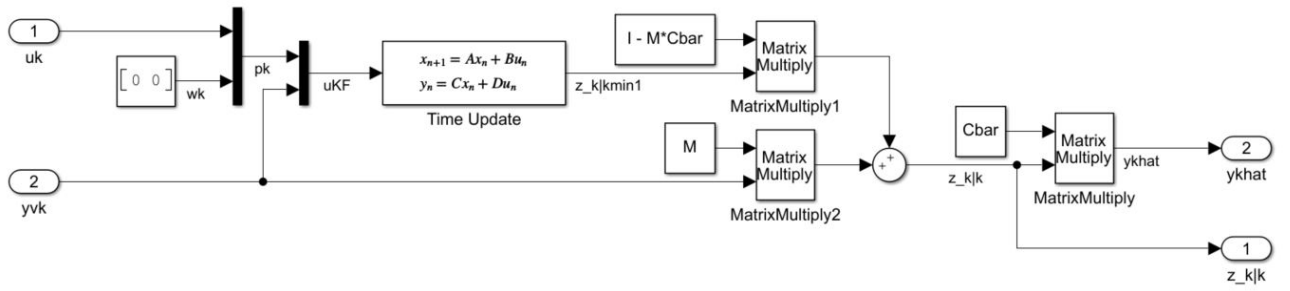 1
uk
[0 0]
wk
pk
uKF
x_{n+1} = Ax_n + Bu_n
y_n = Cx_n + Du_n
Time Update
z_k|kmin1
I - M*Cbar
Matrix
Multiply
MatrixMultiply1
M
Matrix
Multiply
MatrixMultiply2
2
yvk
+
+
z_k|k
Cbar
Matrix
Multiply
MatrixMultiply
ykhat
2
ykhat
1
z_k|k